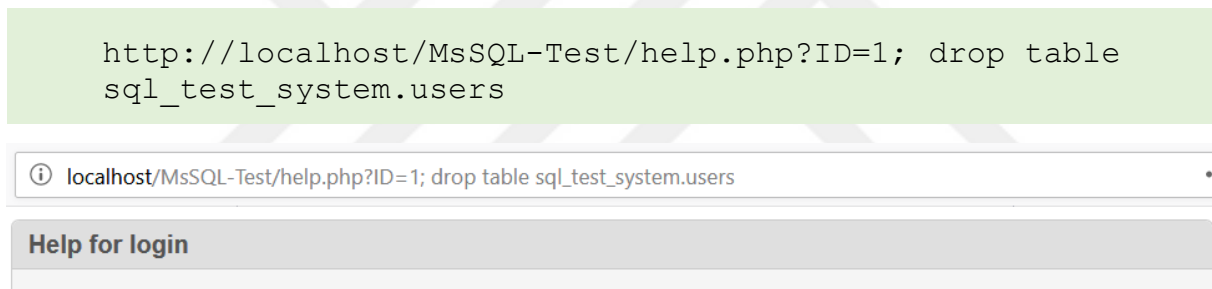 http://localhost/MsSQL-Test/help.php?ID=1; drop table
sql_test_system.users
localhost/MsSQL-Test/help.php?ID=1; drop table sql_test_system.users
Help for login